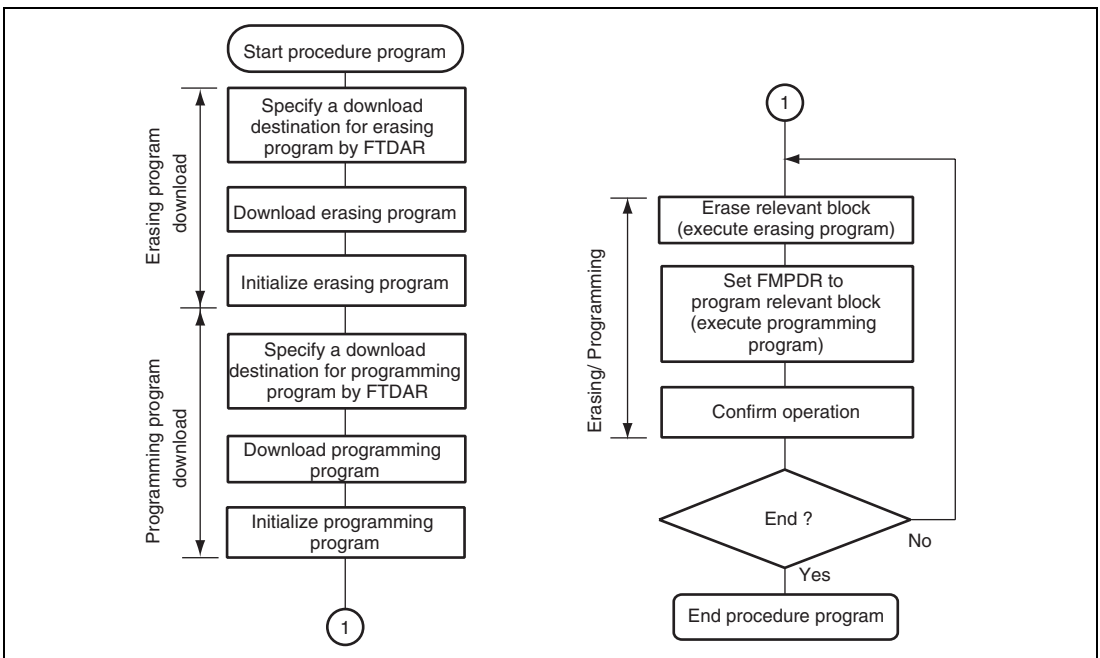 Start procedure program
Erasing program
download
Specify a download
destination for erasing
program by FTDAR
Download erasing program
Initialize erasing program
Programming program
download
Specify a download
destination for programming
program by FTDAR
Download programming
program
Initialize programming
program
1
1
Erasing/ Programming
Erase relevant block
(execute erasing program)
Set FMPDR to
program relevant block
(execute programming
program)
Confirm operation
End ?
No
Yes
End procedure program